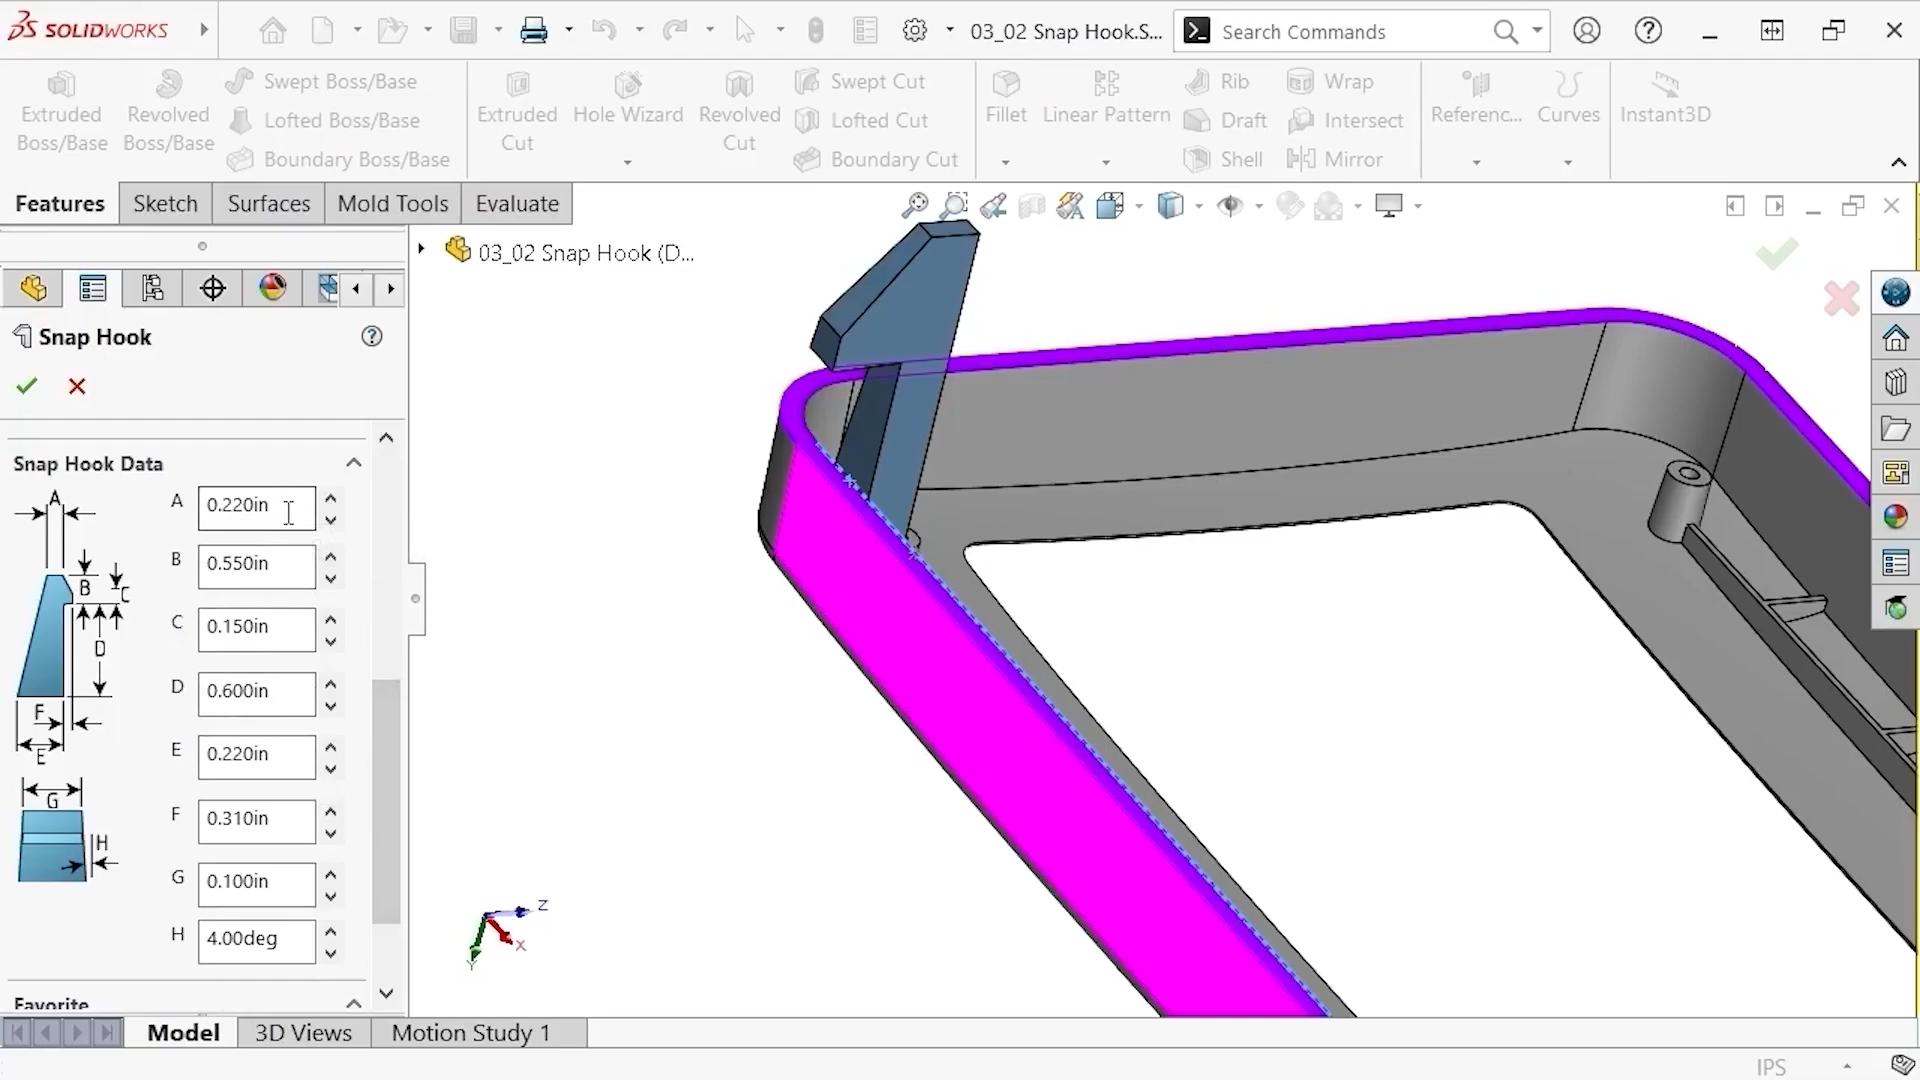 SOLIDWORKS
03_02 Snap Hook.S...
Search Commands
Extruded Boss/Base
Revolved Boss/Base
Swept Boss/Base
Lofted Boss/Base
Boundary Boss/Base
Extruded Cut
Hole Wizard
Revolved Cut
Swept Cut
Lofted Cut
Boundary Cut
Fillet
Linear Pattern
Rib
Draft
Shell
Wrap
Intersect
Mirror
Referenc...
Curves
Instant3D
Features
Sketch
Surfaces
Mold Tools
Evaluate
03_02 Snap Hook (D...
Snap Hook
Snap Hook Data
A 0.220in
B 0.550in
C 0.150in
D 0.600in
E 0.220in
F 0.310in
G 0.100in
H 4.00deg
A
B
C
D
F
E
G
H
Favorite
Z
X
Y
Model
3D Views
Motion Study 1
IPS